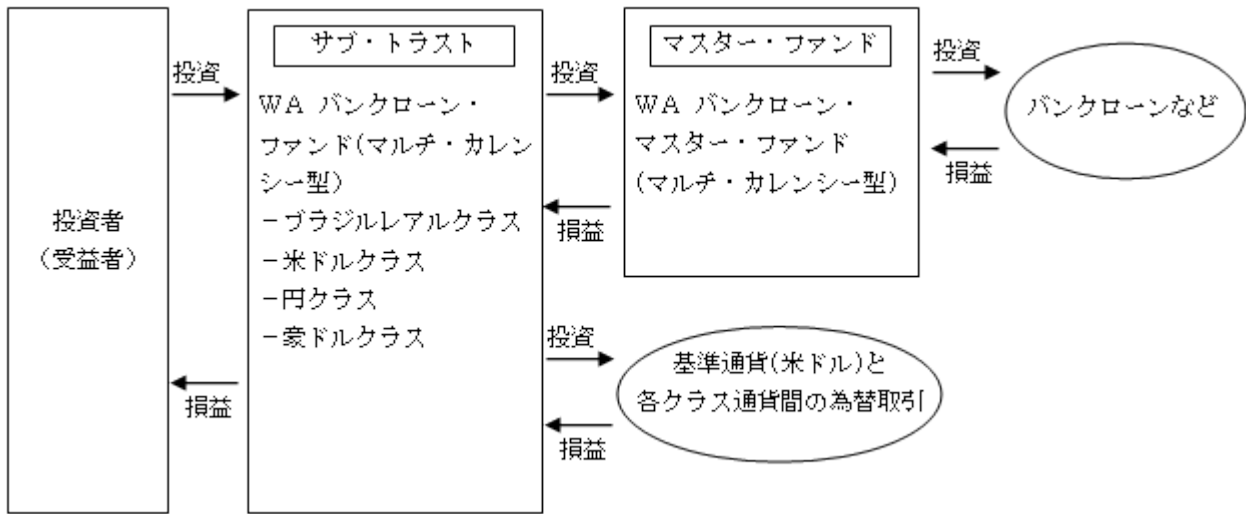 投資者
(受益者)
投資
損益
サブ・トラスト
WA バンクローン・
ファンド(マルチ・カレン
シー型)
-ブラジルレアルクラス
-米ドルクラス
-円クラス
-豪ドルクラス
投資
損益
マスター・ファンド
WA バンクローン・
マスター・ファンド
(マルチ・カレンシー型)
投資
損益
バンクローンなど
投資
損益
基準通貨(米ドル)と
各クラス通貨間の為替取引